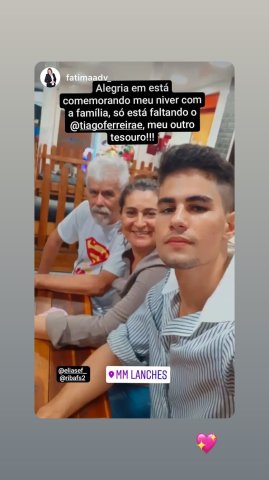 fatimaadv_
Alegria em está
comemorando meu niver com
a família, só está faltando o
@tiagoferreirae, meu outro
tesouro!!!
@eliasef_
@ribafs2
MM LANCHES